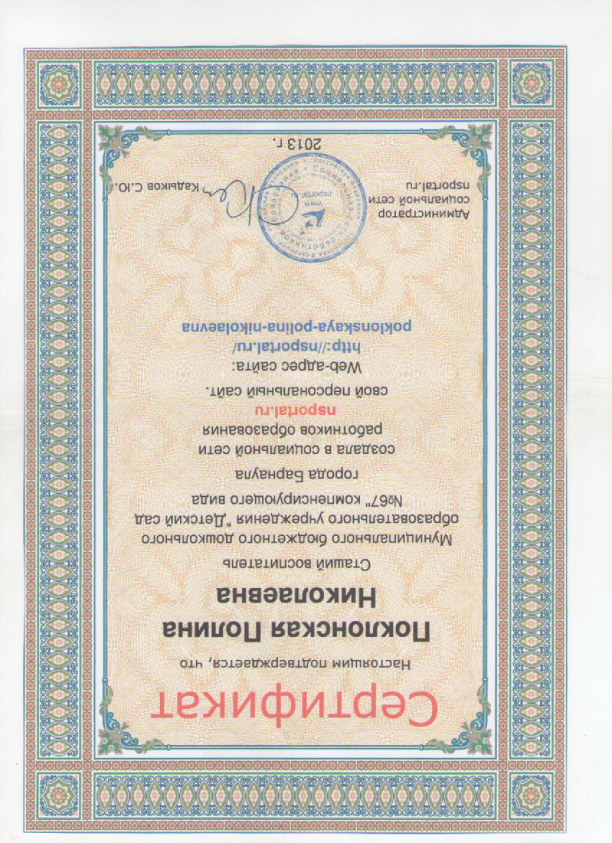 Сертификат
Настоящим подтверждается, что
Поклонская Полина
Николаевна
Сташий воспитатель
Муниципального бюджетного дошкольного
образовательного учреждения "Детский сад
№67" компенсирующего вида
города Барнаула
создала в социальной сети
работников образования
nsportal.ru
свой персональный сайт.
Web-адрес сайта:
http://nsportal.ru/
poklonskaya-polina-nikolaevna
Администратор
социальной сети
nsportal.ru
Кадыков С.Ю.
2013 г.